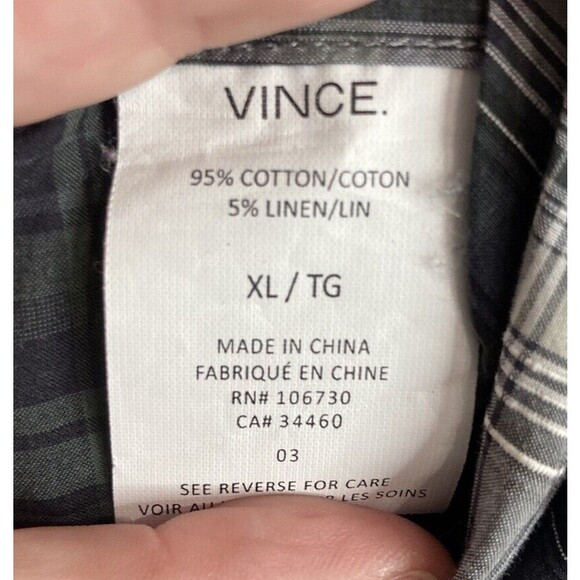 VINCE.
95% COTTON/COTON
5% LINEN/LIN
XL / TG
MADE IN CHINA
FABRIQUÉ EN CHINE
RN# 106730
CA# 34460
03
SEE REVERSE FOR CARE
VOIR LES SOINS